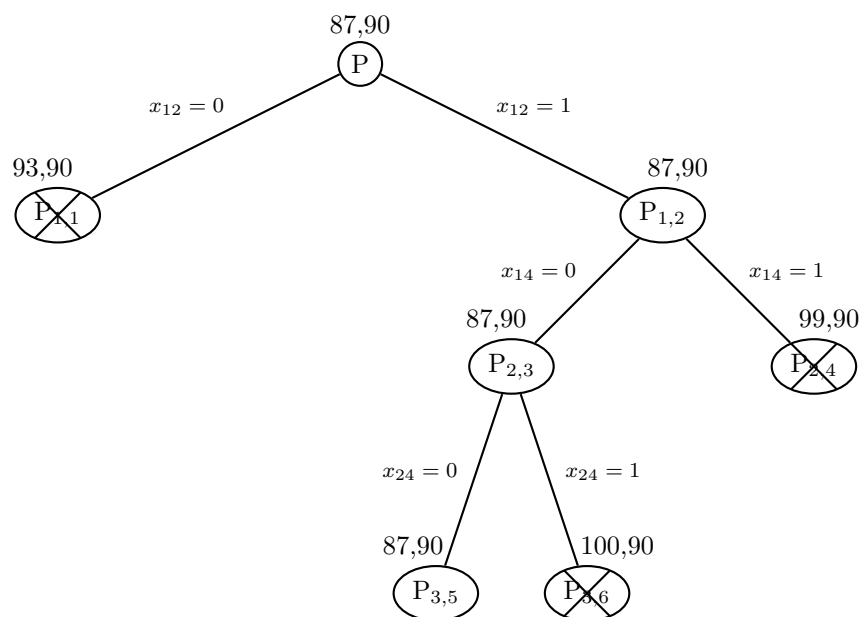 87,90
P
x₁₂ = 0
x₁₂ = 1
93,90
87,90
P₁,₁
P₁,₂
x₁₄ = 0
x₁₄ = 1
87,90
99,90
P₂,₃
P₂,₄
x₂₄ = 0
x₂₄ = 1
87,90
100,90
P₃,₅
P₃,₆